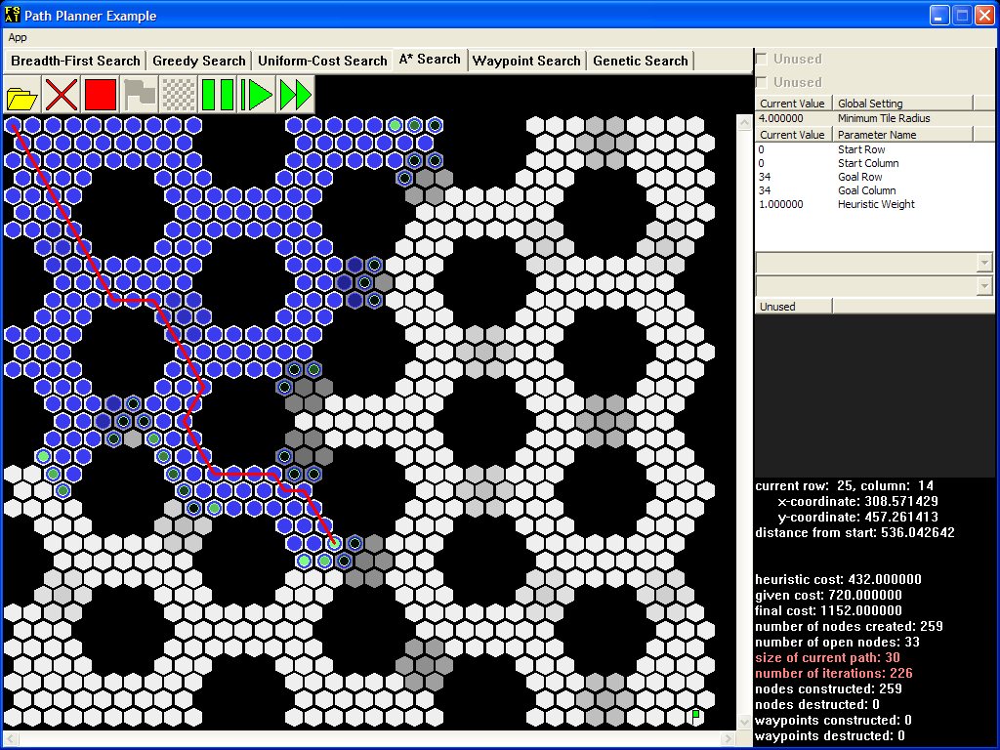 FS AI Path Planner Example
App
Breadth-First Search Greedy Search Uniform-Cost Search A* Search Waypoint Search Genetic Search
Unused
Unused
Current Value Global Setting
4.000000 Minimum Tile Radius
Current Value Parameter Name
0 Start Row
0 Start Column
34 Goal Row
34 Goal Column
1.000000 Heuristic Weight
Unused
current row: 25, column: 14
x-coordinate: 308.571429
y-coordinate: 457.261413
distance from start: 536.042642
heuristic cost: 432.000000
given cost: 720.000000
final cost: 1152.000000
number of nodes created: 259
number of open nodes: 33
size of current path: 30
number of iterations: 226
nodes constructed: 259
nodes destructed: 0
waypoints constructed: 0
waypoints destructed: 0